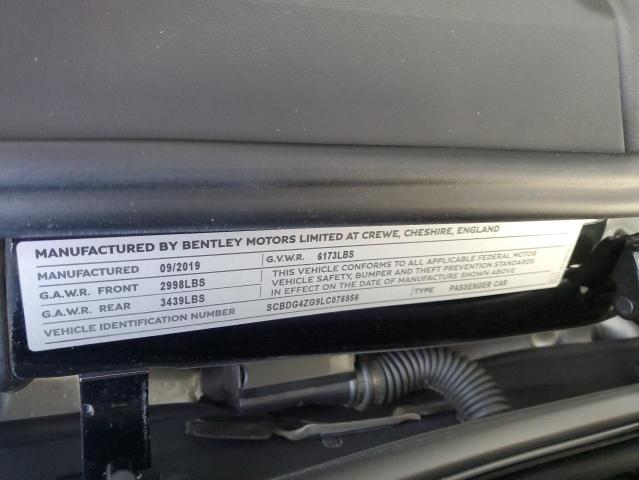 MANUFACTURED BY BENTLEY MOTORS LIMITED AT CREWE, CHESHIRE, ENGLAND
MANUFACTURED 09/2019 G.V.W.R. 6173LBS
G.A.W.R. FRONT 2998LBS
G.A.W.R. REAR 3439LBS
THIS VEHICLE CONFORMS TO ALL APPLICABLE FEDERAL MOTOR
VEHICLE SAFETY, BUMPER AND THEFT PREVENTION STANDARDS
IN EFFECT ON THE DATE OF MANUFACTURE SHOWN ABOVE.
VEHICLE IDENTIFICATION NUMBER SCBDG4ZG9LC076956 TYPE PASSENGER CAR